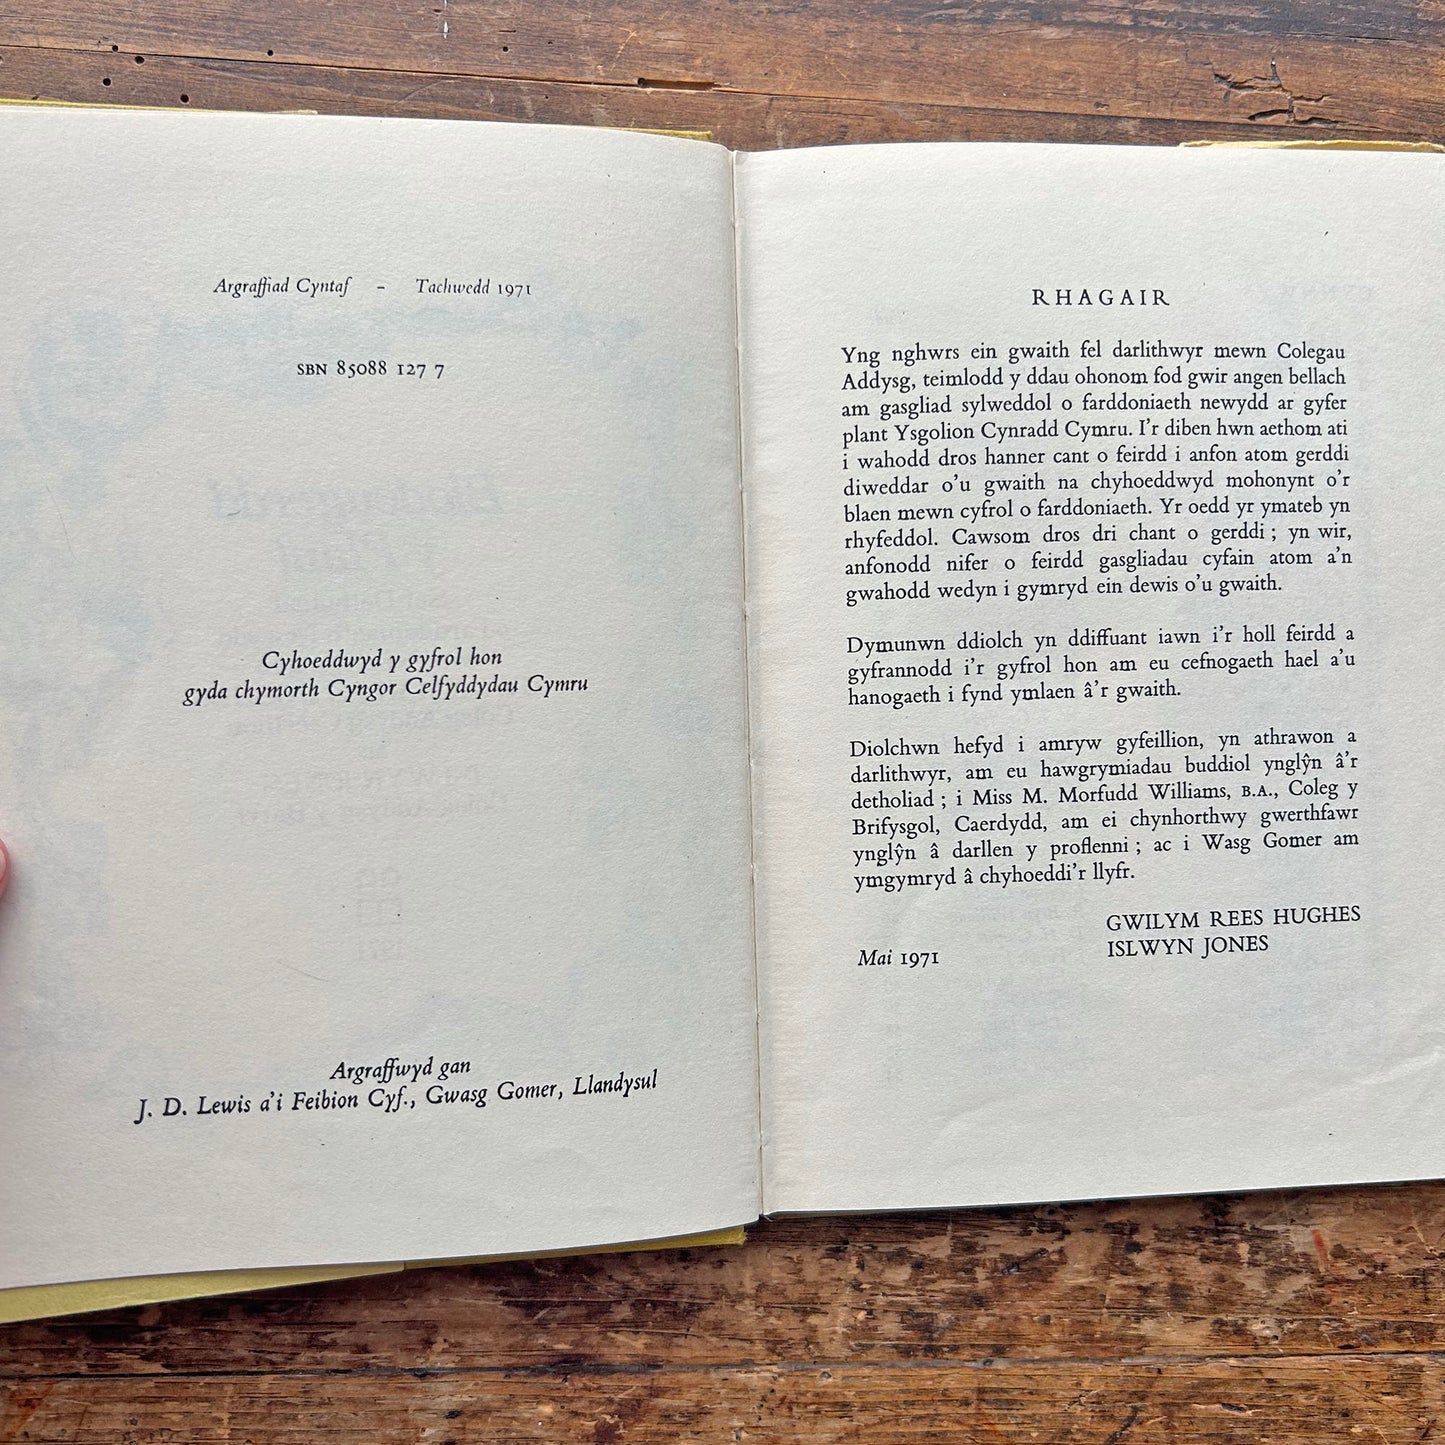 Argraffiad Cyntaf - Tachwedd 1971
SBN 85088 127 7
Cyhoeddwyd y gyfrol hon
gyda chymorth Cyngor Celfyddydau Cymru
Argraffwyd gan
J. D. Lewis a'i Feibion Cyf., Gwasg Gomer, Llandysul
RHAGAIR
Yng nghwrs ein gwaith fel darlithwyr mewn Colegau
Addysg, teimlodd y ddau ohonom fod gwir angen bellach
am gasgliad sylweddol o farddoniaeth newydd ar gyfer
plant Ysgolion Cynradd Cymru. I'r diben hwn aethom ati
i wahodd dros hanner cant o feirdd i anfon atom gerddi
diweddar o'u gwaith na chyhoeddwyd mohonynt o'r
blaen mewn cyfrol o farddoniaeth. Yr oedd yr ymateb yn
rhyfeddol. Cawsom dros dri chant o gerddi ; yn wir,
anfonodd nifer o feirdd gasgliadau cyfain atom a'n
gwahodd wedyn i gymryd ein dewis o'u gwaith.
Dymunwn ddiolch yn ddiffuant iawn i'r holl feirdd a
gyfrannodd i'r gyfrol hon am eu cefnogaeth hael a'u
hanogaeth i fynd ymlaen â'r gwaith.
Diolchwn hefyd i amryw gyfeillion, yn athrawon a
darlithwyr, am eu hawgrymiadau buddiol ynglŷn â'r
detholiad ; i Miss M. Morfudd Williams, B.A., Coleg y
Brifysgol, Caerdydd, am ei chynhorthwy gwerthfawr
ynglŷn â darllen y proflenni ; ac i Wasg Gomer am
ymgymryd â chyhoeddi'r llyfr.
GWILYM REES HUGHES
ISLWYN JONES
Mai 1971